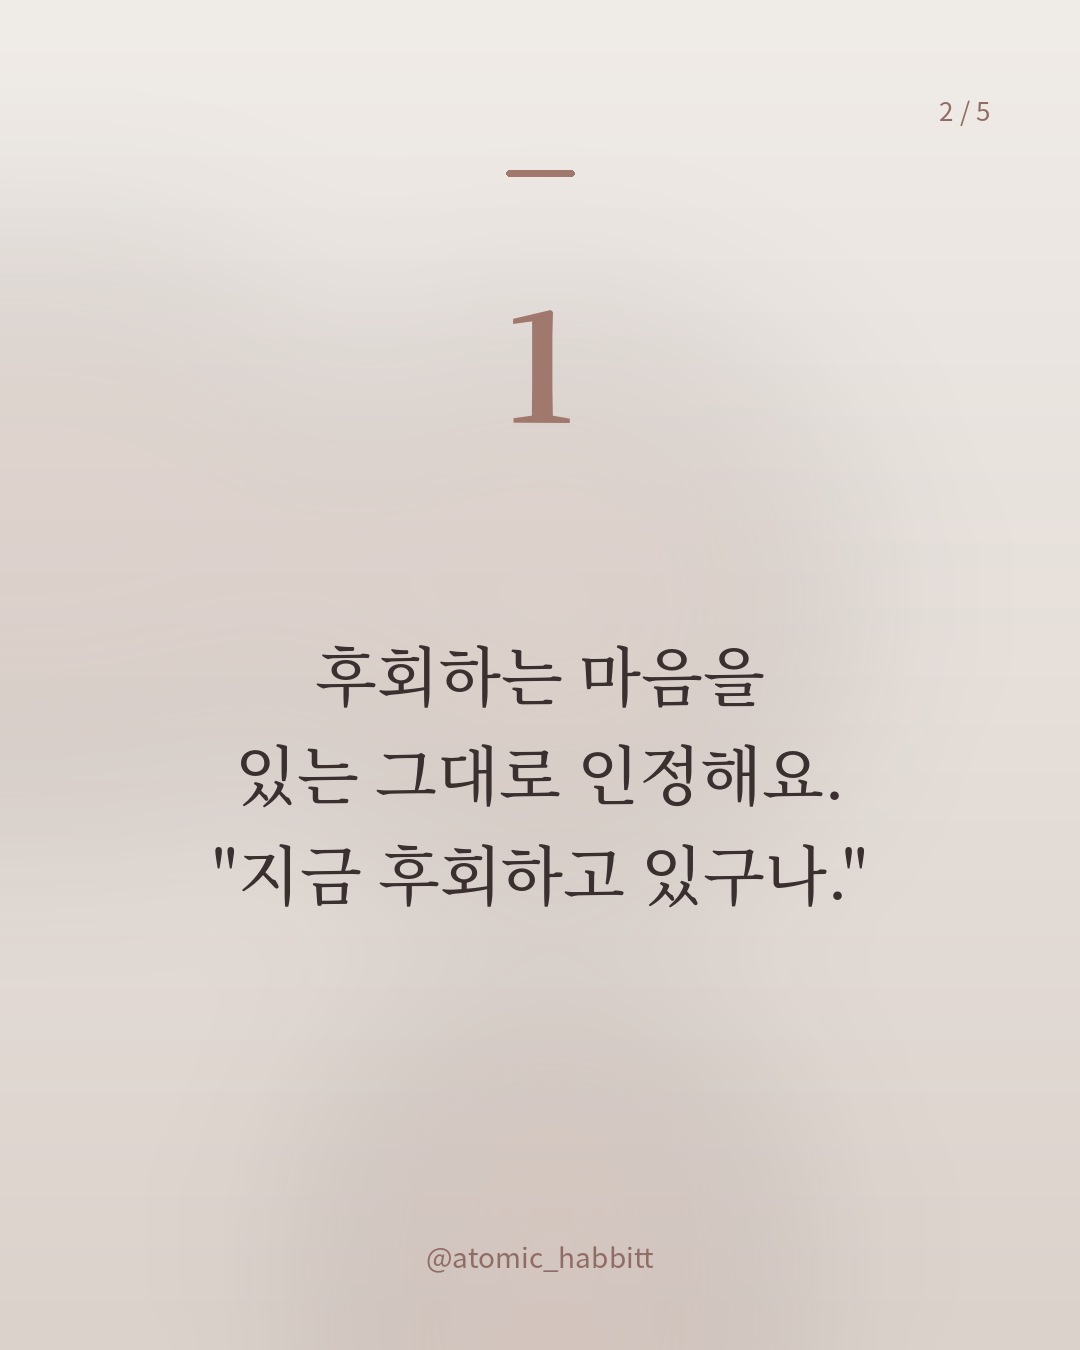 2 / 5
1
후회하는 마음을
있는 그대로 인정해요.
"지금 후회하고 있구나."
@atomic_habbitt